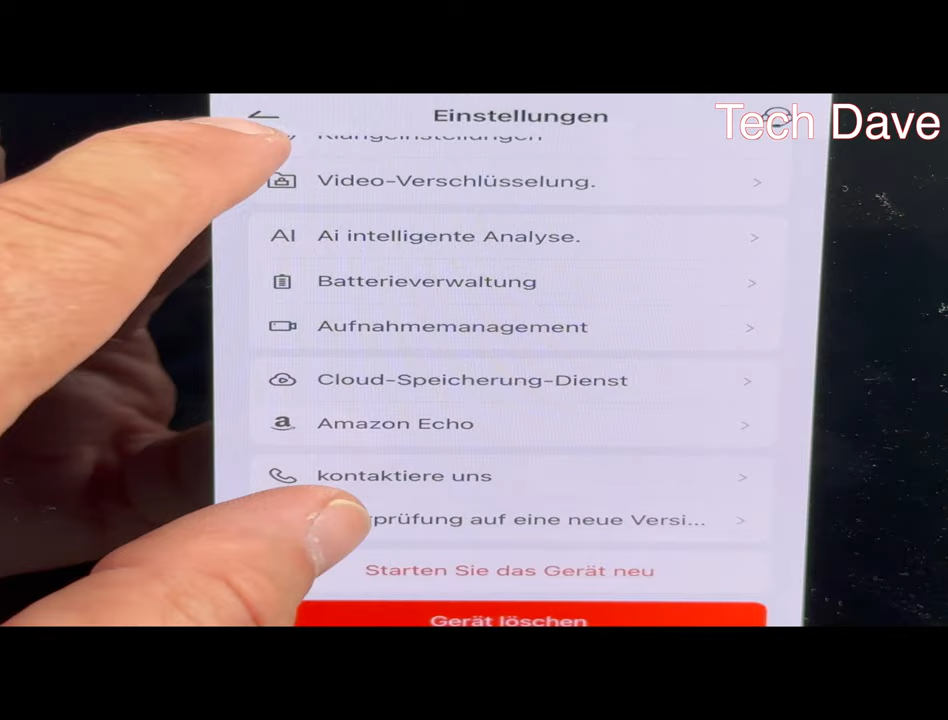 Einstellungen
Tech Dave
Klangeinstellungen
Video-Verschlüsselung.
AI Ai intelligente Analyse.
Batterieverwaltung
Aufnahmemanagement
Cloud-Speicherung-Dienst
a Amazon Echo
kontaktiere uns
prüfung auf eine neue Versi...
Starten Sie das Gerät neu
Gerät löschen